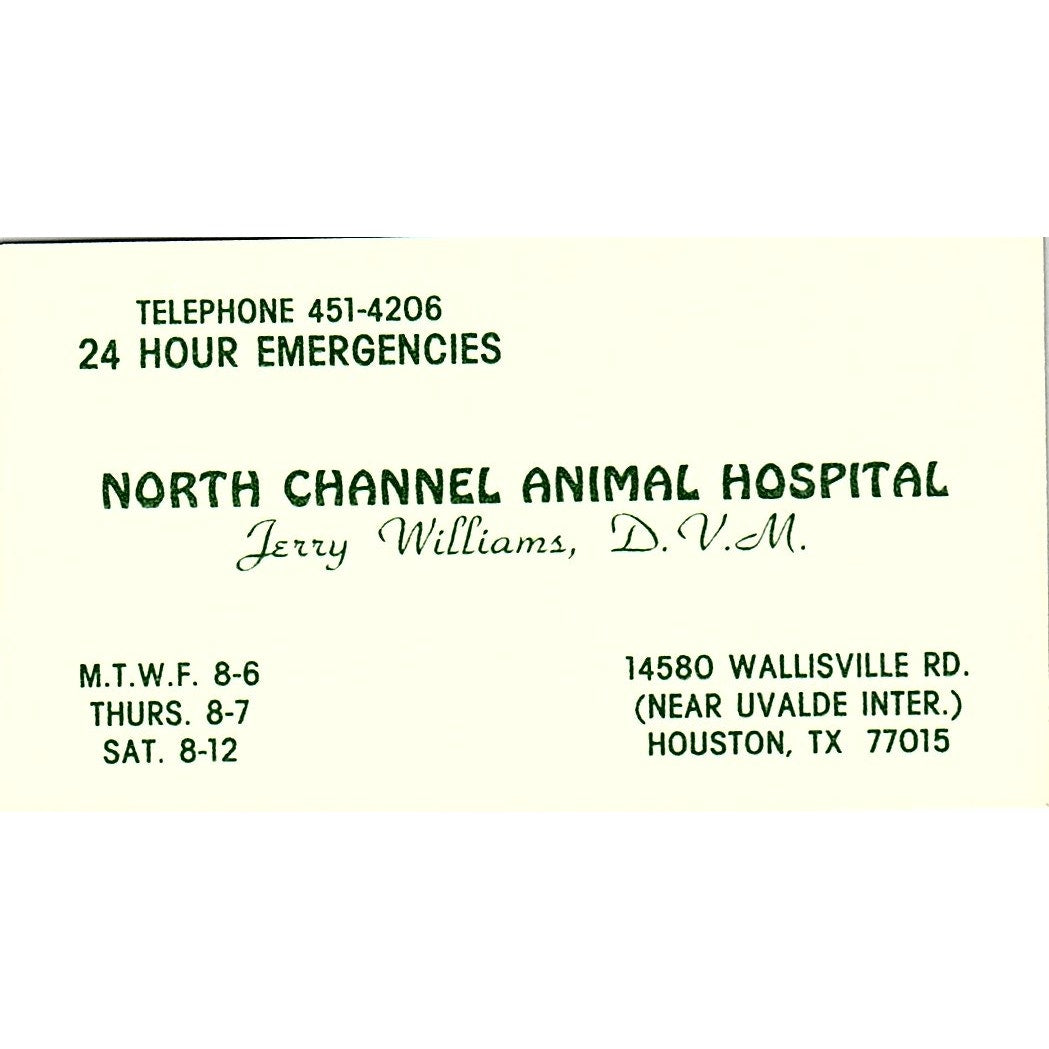 TELEPHONE 451-4206
24 HOUR EMERGENCIES
NORTH CHANNEL ANIMAL HOSPITAL
Jerry Williams, D.V.M.
M.T.W.F. 8-6
THURS. 8-7
SAT. 8-12
14580 WALLISVILLE RD.
(NEAR UVALDE INTER.)
HOUSTON, TX 77015